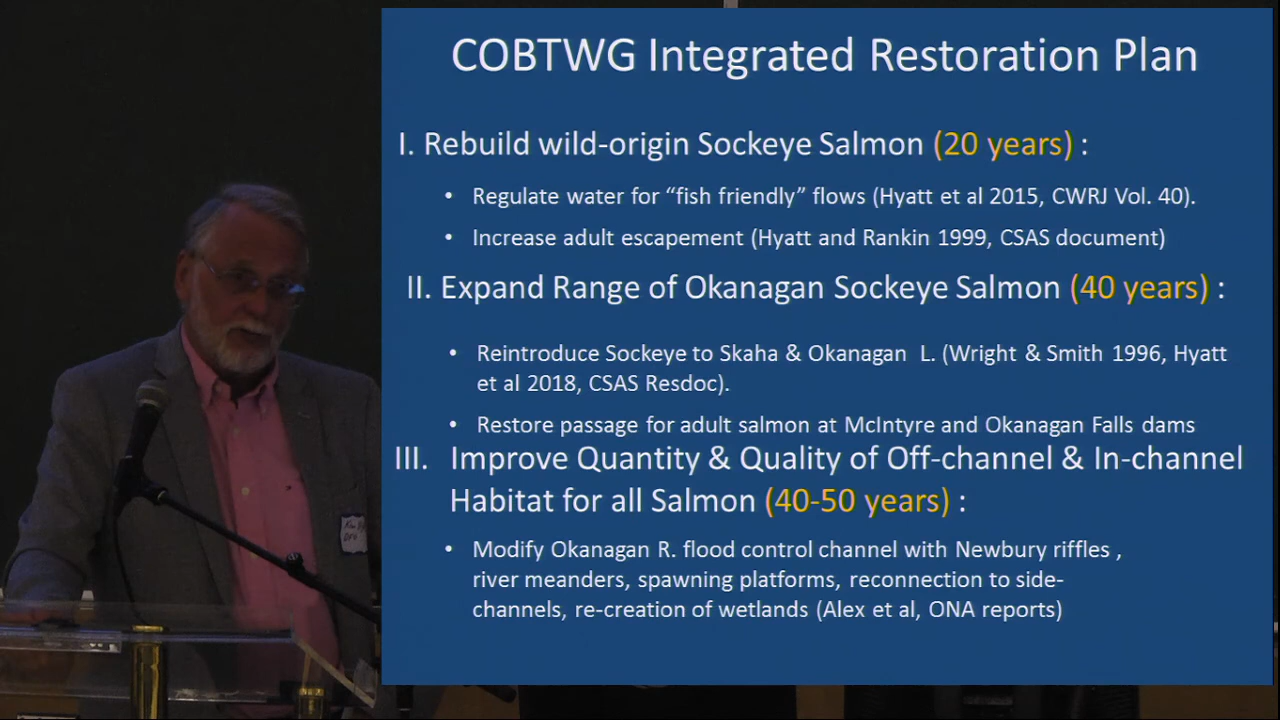 COBTWG Integrated Restoration Plan
I. Rebuild wild-origin Sockeye Salmon (20 years) :
• Regulate water for “fish friendly” flows (Hyatt et al 2015, CWRJ Vol. 40).
• Increase adult escapement (Hyatt and Rankin 1999, CSAS document)
II. Expand Range of Okanagan Sockeye Salmon (40 years) :
• Reintroduce Sockeye to Skaha & Okanagan L. (Wright & Smith 1996, Hyatt
et al 2018, CSAS Resdoc).
• Restore passage for adult salmon at McIntyre and Okanagan Falls dams
III. Improve Quantity & Quality of Off-channel & In-channel
Habitat for all Salmon (40-50 years) :
• Modify Okanagan R. flood control channel with Newbury riffles ,
river meanders, spawning platforms, reconnection to side-
channels, re-creation of wetlands (Alex et al, ONA reports)